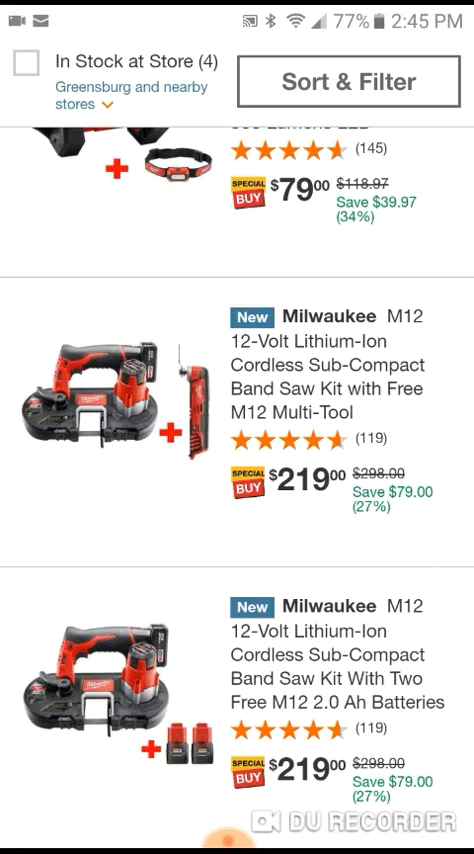 77% 2:45 PM
In Stock at Store (4)
Greensburg and nearby
stores
Sort & Filter
(145)
SPECIAL BUY $79 00 $118.97
Save $39.97
(34%)
New Milwaukee M12
12-Volt Lithium-Ion
Cordless Sub-Compact
Band Saw Kit with Free
M12 Multi-Tool
(119)
SPECIAL BUY $219 00 $298.00
Save $79.00
(27%)
New Milwaukee M12
12-Volt Lithium-Ion
Cordless Sub-Compact
Band Saw Kit With Two
Free M12 2.0 Ah Batteries
(119)
SPECIAL BUY $219 00 $298.00
Save $79.00
(27%)
DU RECORDER